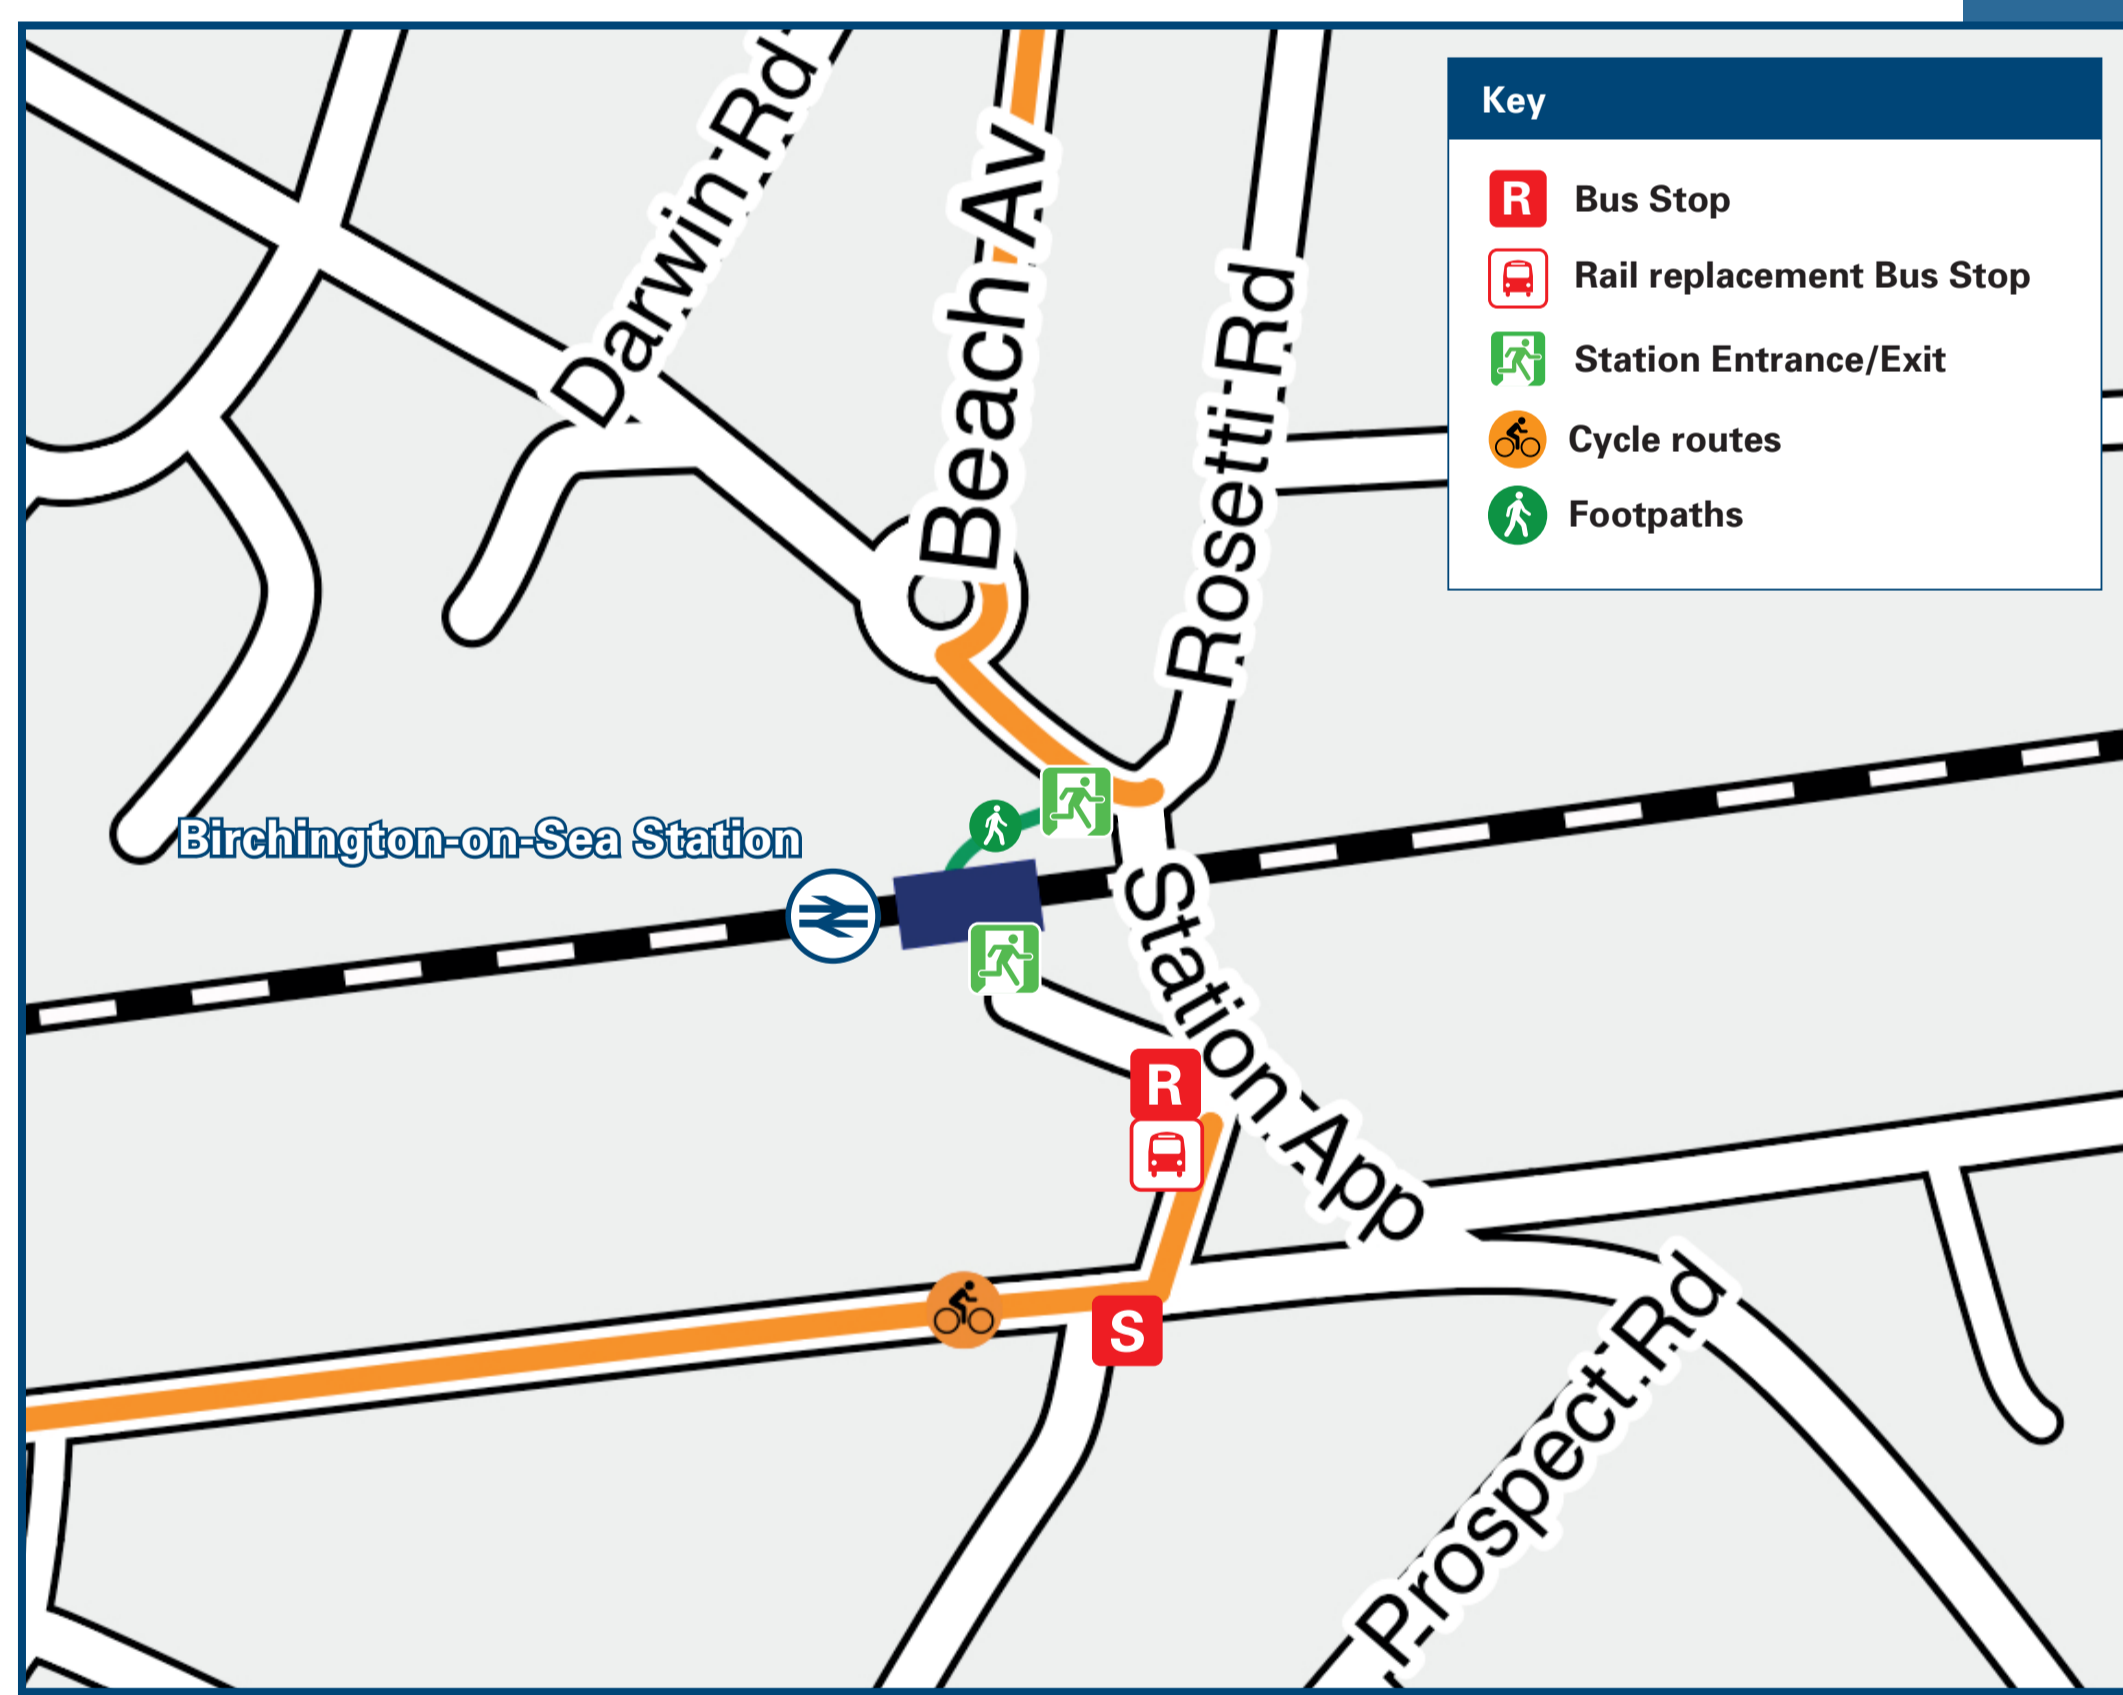 Key
R Bus Stop
Rail replacement Bus Stop
Station Entrance/Exit
Cycle routes
Footpaths
Darwin Rd
Beach Av
Rosetti Rd
Birchington-on-Sea Station
Station App
R
S
Prospect Rd